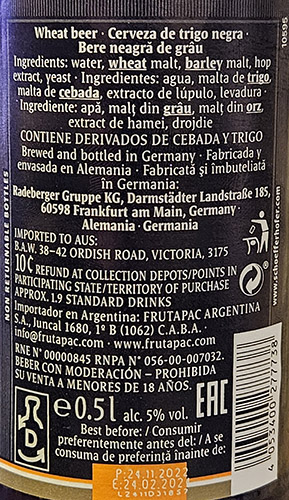 Wheat beer · Cerveza de trigo negra ·
Bere neagră de grâu
Ingredients: water, wheat malt, barley malt, hop
extract, yeast · Ingredientes: agua, malta de trigo,
malta de cebada, extracto de lúpulo, levadura ·
Ingrediente: apă, malț din grâu, malț din orz,
extract de hamei, drojdie
CONTIENE DERIVADOS DE CEBADA Y TRIGO
Brewed and bottled in Germany · Fabricada y
envasada en Alemania · Fabricată și îmbuteliată
în Germania:
Radeberger Gruppe KG, Darmstädter Landstraße 185,
60598 Frankfurt am Main, Germany ·
Alemania · Germania
IMPORTED TO AUS:
B.A.W. 38-42 ORDISH ROAD, VICTORIA, 3175
10¢ REFUND AT COLLECTION DEPOTS/POINTS IN
PARTICIPATING STATE/TERRITORY OF PURCHASE
APPROX. 1.9 STANDARD DRINKS
Importador en Argentina: FRUTAPAC ARGENTINA
S.A., Juncal 1680, 1º B (1062) C.A.B.A. ·
info@frutapac.com · www.frutapac.com
RNE N° 00000845 RNPA N° 056-00-007032.
BEBER CON MODERACIÓN – PROHIBIDA
SU VENTA A MENORES DE 18 AÑOS.
D
e 0.5l alc. 5% vol. EAC
Best before: / Consumir
preferentemente antes del: / A se
consuma de preferință înainte de:
P:24.11.2022
E:24.02.202
NON RETURNABLE BOTTLES
10595
www.schoefferhofer.com
4 053400 277738